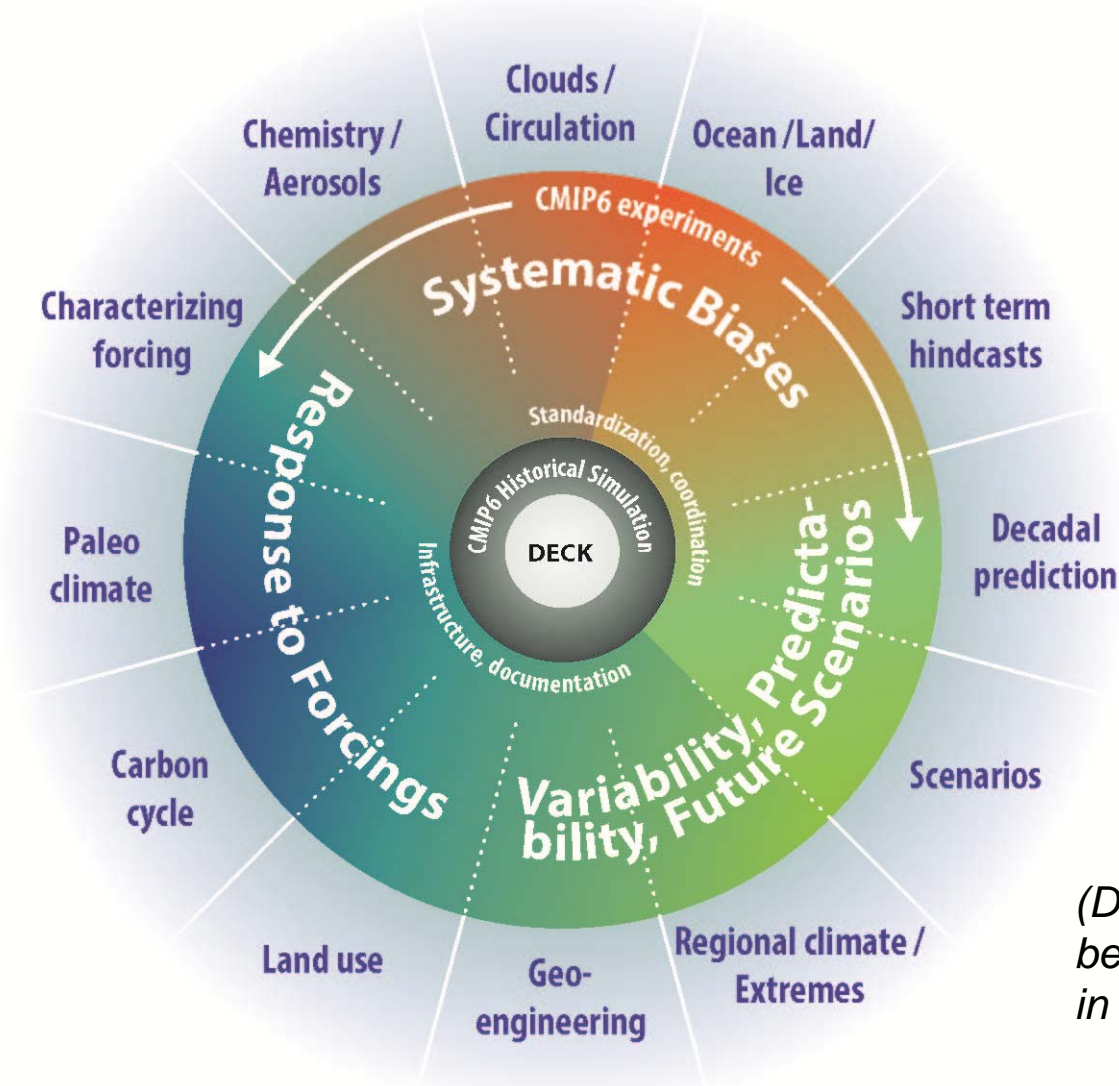 Clouds /
Circulation
Ocean /Land/
Ice
Short term
hindcasts
Decadal
prediction
Scenarios
Regional climate /
Extremes
Geo-
engineering
Land use
Carbon
cycle
Paleo
climate
Characterizing
forcing
Chemistry /
Aerosols
CMIP6 experiments
Systematic Biases
Variability, Predicta-
bility, Future Scenarios
Response to Forcings
Standardization, coordination
Infrastructure, documentation
CMIP6 Historical Simulation
DECK
(D
be
in